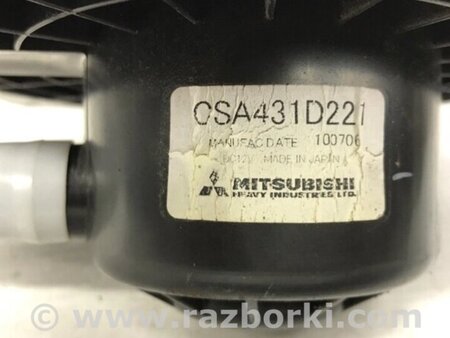 CSA431D221
MANUFAC.DATE 100706
DC12V MADE IN JAPAN
MITSUBISHI
HEAVY INDUSTRIES LTD.
© www.razborki.com